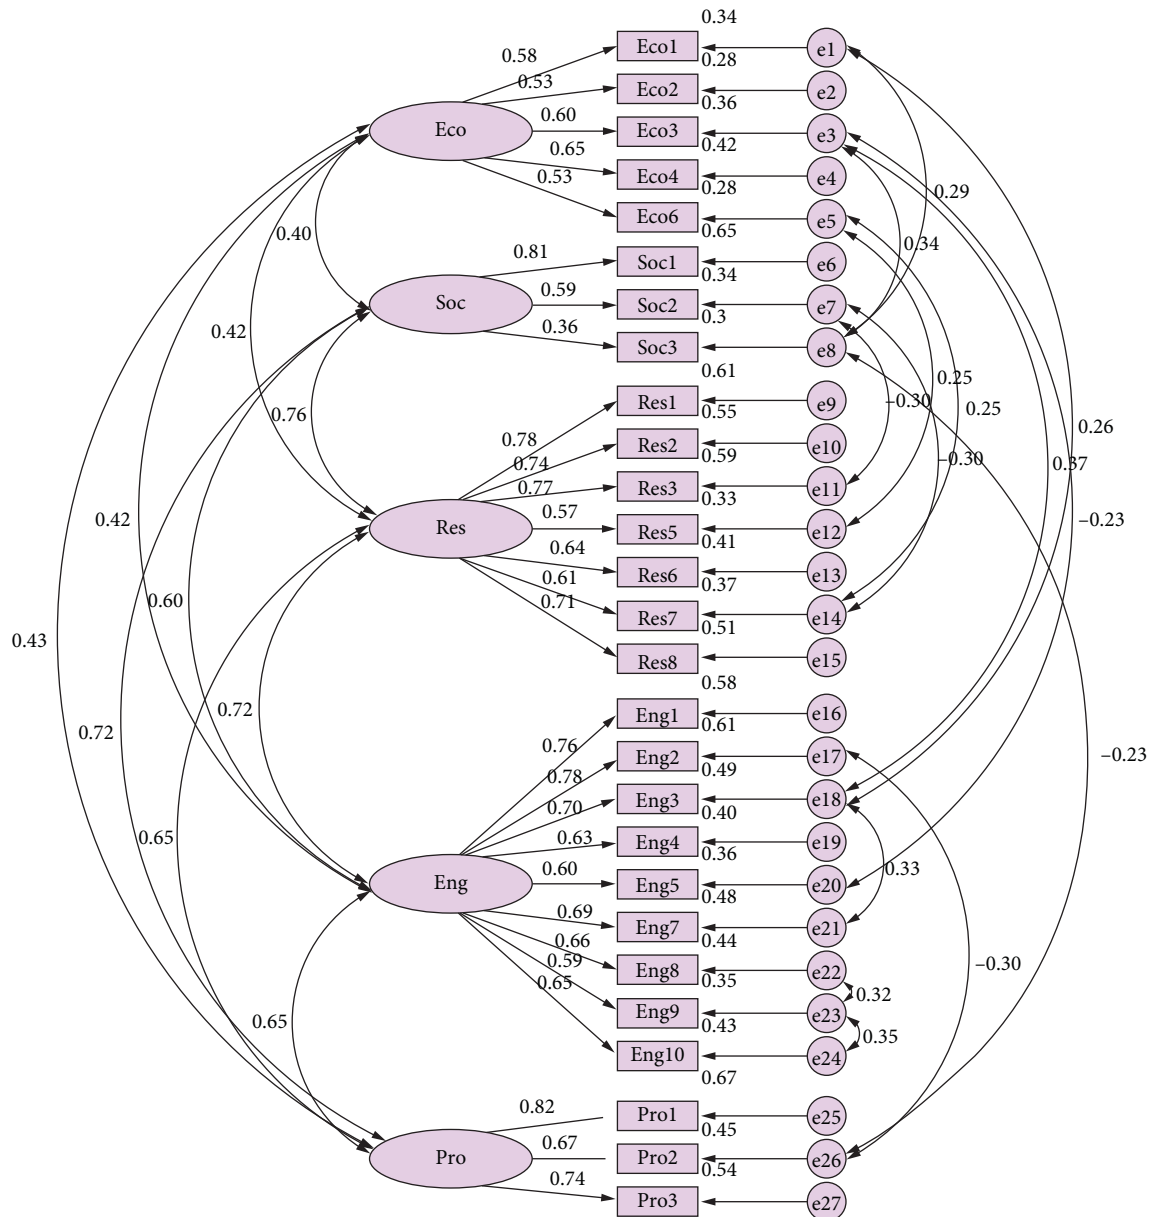 0.34
0.58 Eco1 e1
0.28
0.53 Eco2 e2
0.36
Eco 0.60 Eco3 e3
0.42
0.65 Eco4 e4
0.28 0.29
0.53 Eco6 e5
0.65
0.40 0.34
0.81 Soc1 e6
0.34
Soc 0.59 Soc2 e7
0.3
0.42 0.36 Soc3 e8
0.61
0.25
Res1 e9 –0.30
0.55 0.25
0.76 0.26
0.78 Res2 e10
0.59
0.74 –0.30 0.37
0.77 Res3 e11
0.33
0.42 Res 0.57 Res5 e12 –0.23
0.41
0.64 Res6 e13
0.37
0.61
0.60 0.71 Res7 e14
0.51
0.43
Res8 e15
0.58
0.72 Eng1 e16
0.61
0.72
0.76 Eng2 e17 –0.23
0.49
0.78
0.70 Eng3 e18
0.40
0.65 0.63 Eng4 e19
0.36
0.60 0.33
Eng Eng5 e20
0.48
0.69 Eng7 e21
0.44
0.66
0.59 Eng8 e22 –0.30
0.35
0.65 0.32
0.65 Eng9 e23
0.43
0.35
Eng10 e24
0.67
0.82 Pro1 e25
0.45
0.67
Pro Pro2 e26
0.54
0.74 Pro3 e27